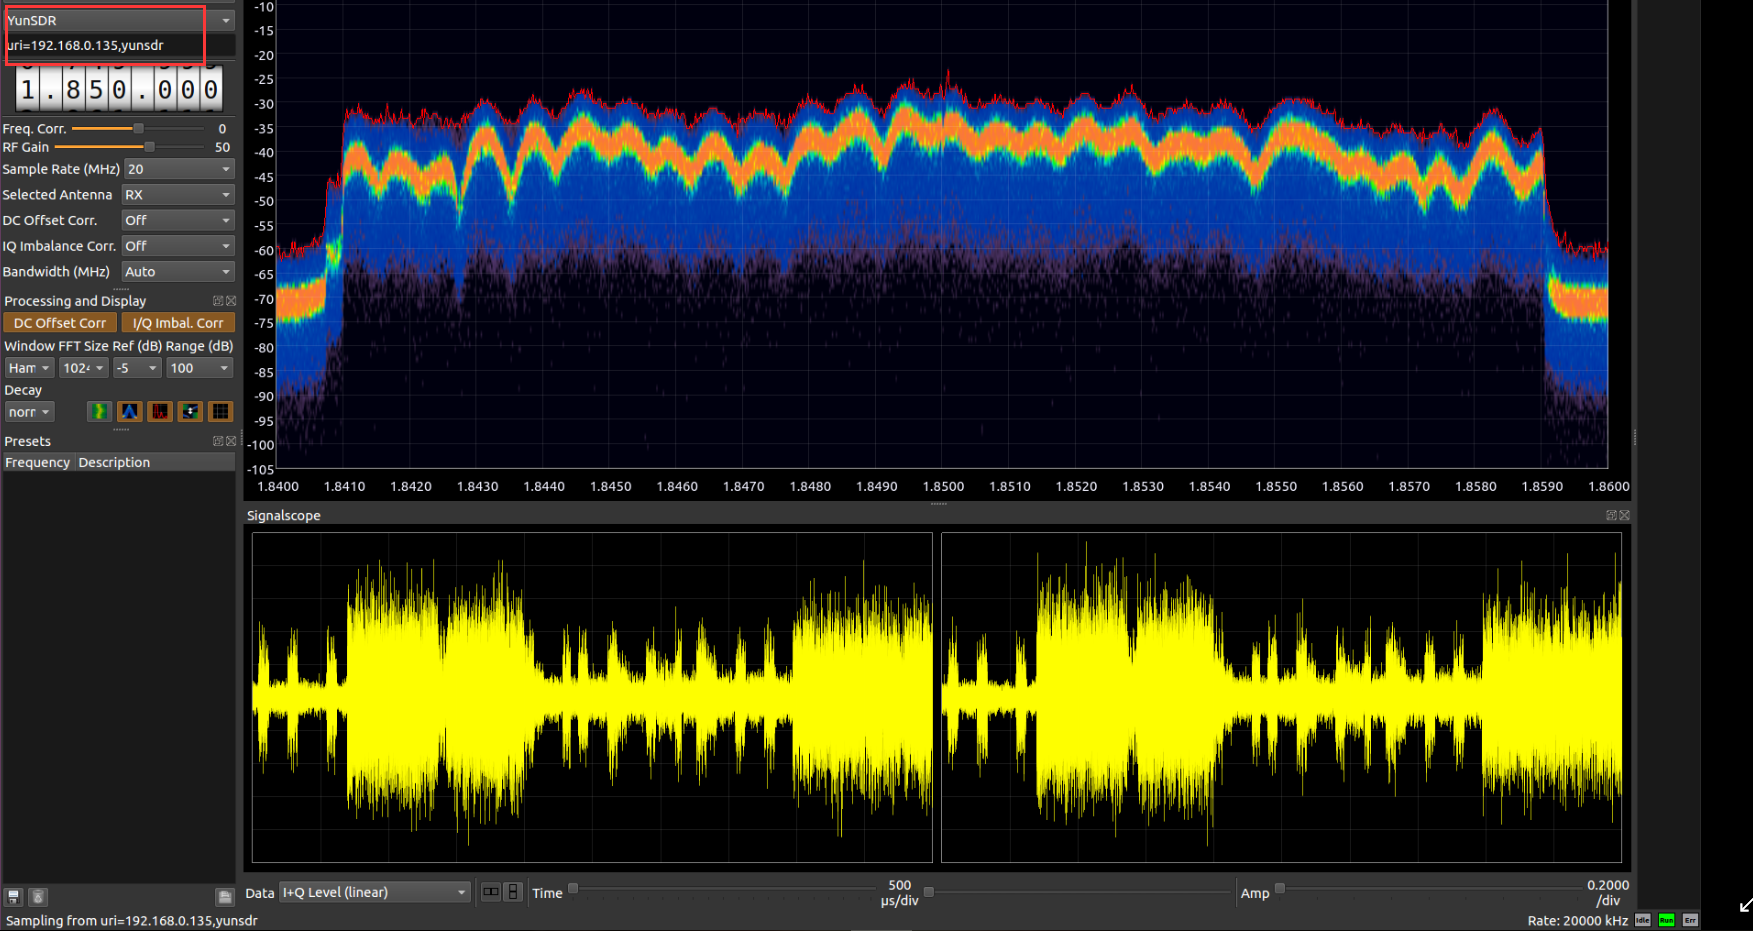 YunSDR
uri=192.168.0.135,yunsdr
1.850.000
Freq. Corr. 0
RF Gain 50
Sample Rate (MHz) 20
Selected Antenna RX
DC Offset Corr. Off
IQ Imbalance Corr. Off
Bandwidth (MHz) Auto
Processing and Display
DC Offset Corr I/Q Imbal. Corr
Window FFT Size Ref (dB) Range (dB)
Ham -5 100
Decay
norr
Presets
Frequency Description
-10
-15
-20
-25
-30
-35
-40
-45
-50
-55
-60
-65
-70
-75
-80
-85
-90
-95
-100
-105
1.8400 1.8410 1.8420 1.8430 1.8440 1.8450 1.8460 1.8470 1.8480 1.8490 1.8500 1.8510 1.8520 1.8530 1.8540 1.8550 1.8560 1.8570 1.8580 1.8590 1.8600
Signalscope
Data I+Q Level (linear) Time 500 µs/div Amp 0.2000 /div
Sampling from uri=192.168.0.135,yunsdr Rate: 20000 kHz Idle Run Err